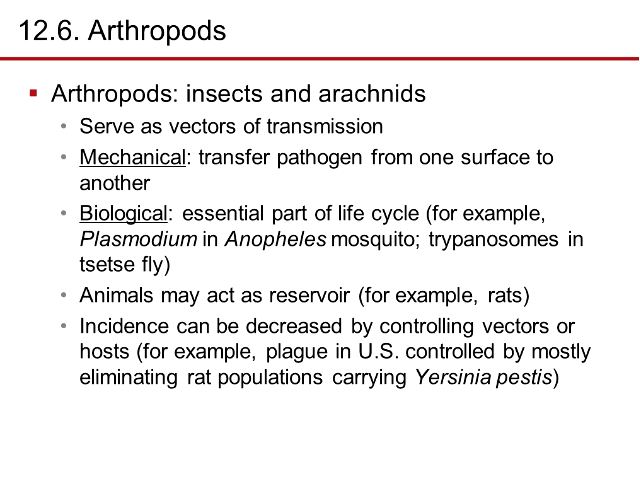 12.6. Arthropods
▪ Arthropods: insects and arachnids
• Serve as vectors of transmission
• Mechanical: transfer pathogen from one surface to
another
• Biological: essential part of life cycle (for example,
Plasmodium in Anopheles mosquito; trypanosomes in
tsetse fly)
• Animals may act as reservoir (for example, rats)
• Incidence can be decreased by controlling vectors or
hosts (for example, plague in U.S. controlled by mostly
eliminating rat populations carrying Yersinia pestis)